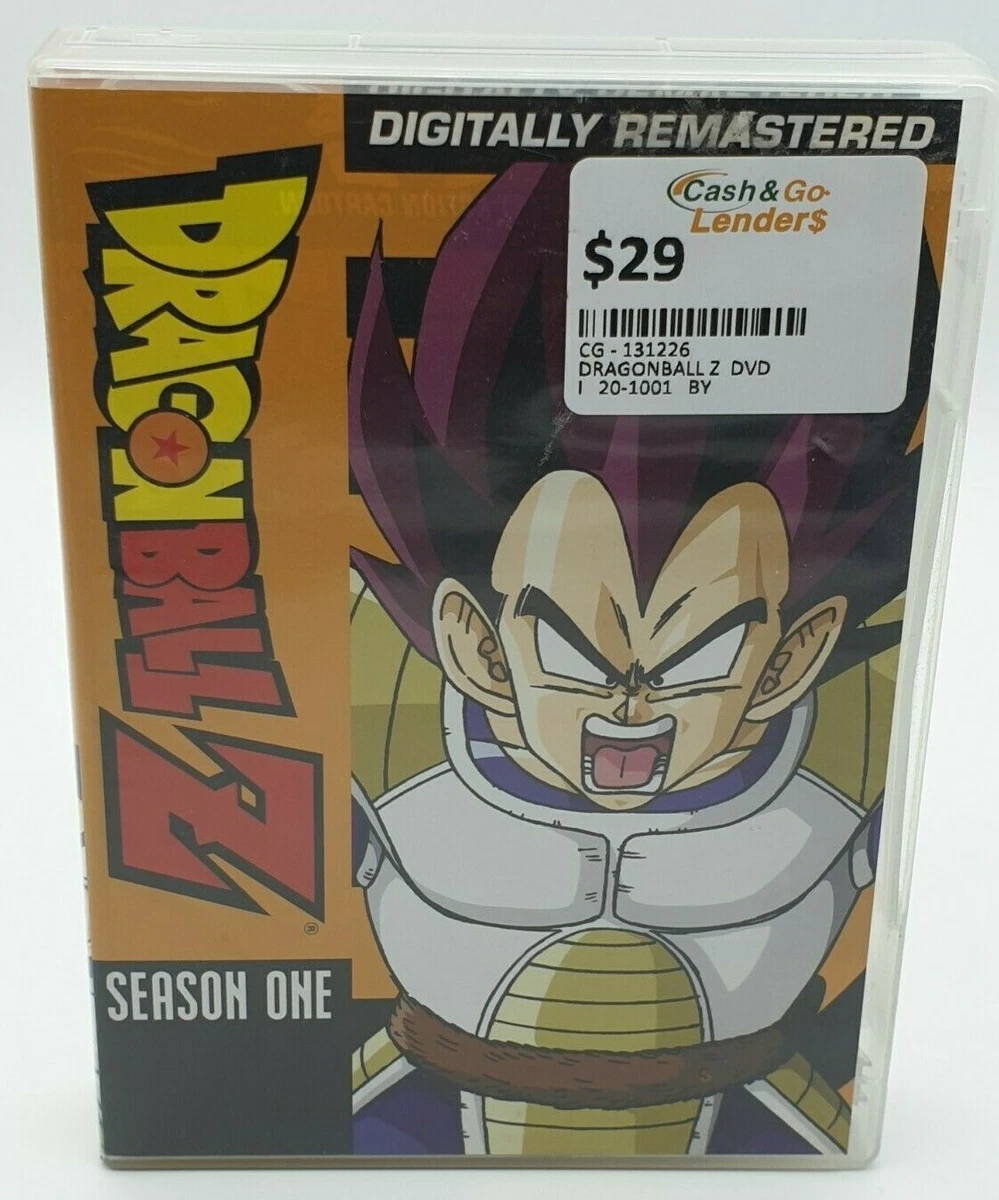 DIGITALLY REMASTERED
DRAGON BALL Z
®
SEASON ONE
Cash & Go
Lender$
$29
CG - 131226
DRAGONBALL Z DVD
I 20-1001 BY